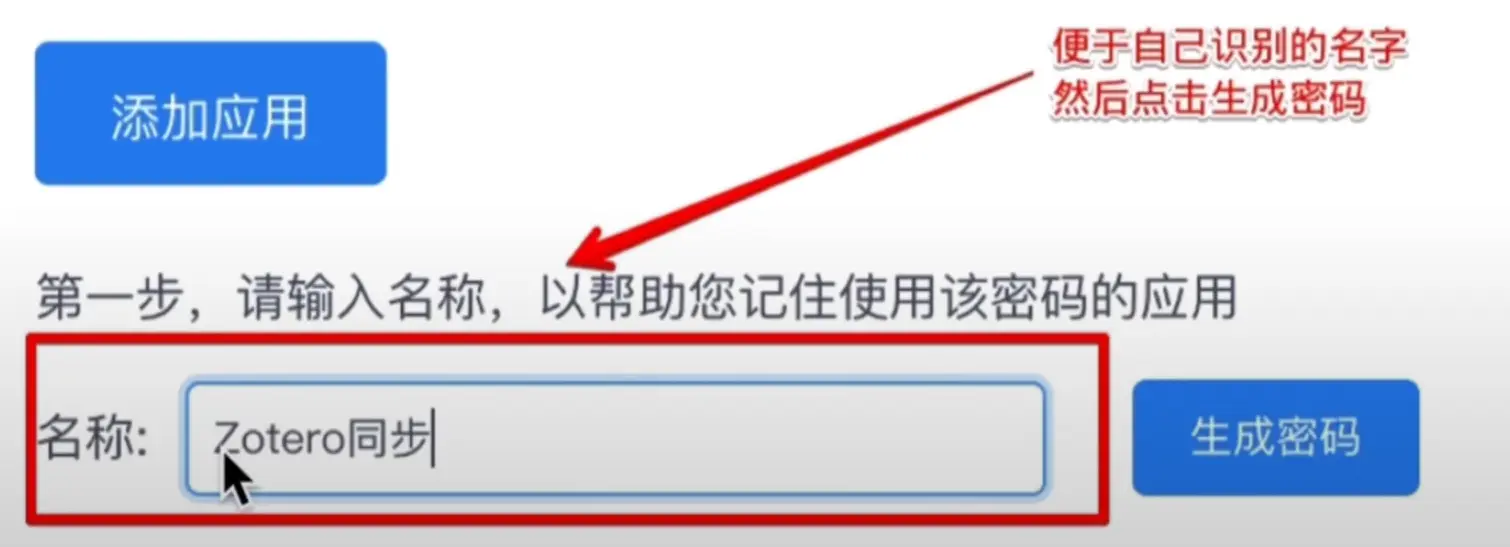 便于自己识别的名字
然后点击生成密码
添加应用
第一步，请输入名称，以帮助您记住使用该密码的应用
名称: Zotero同步 生成密码